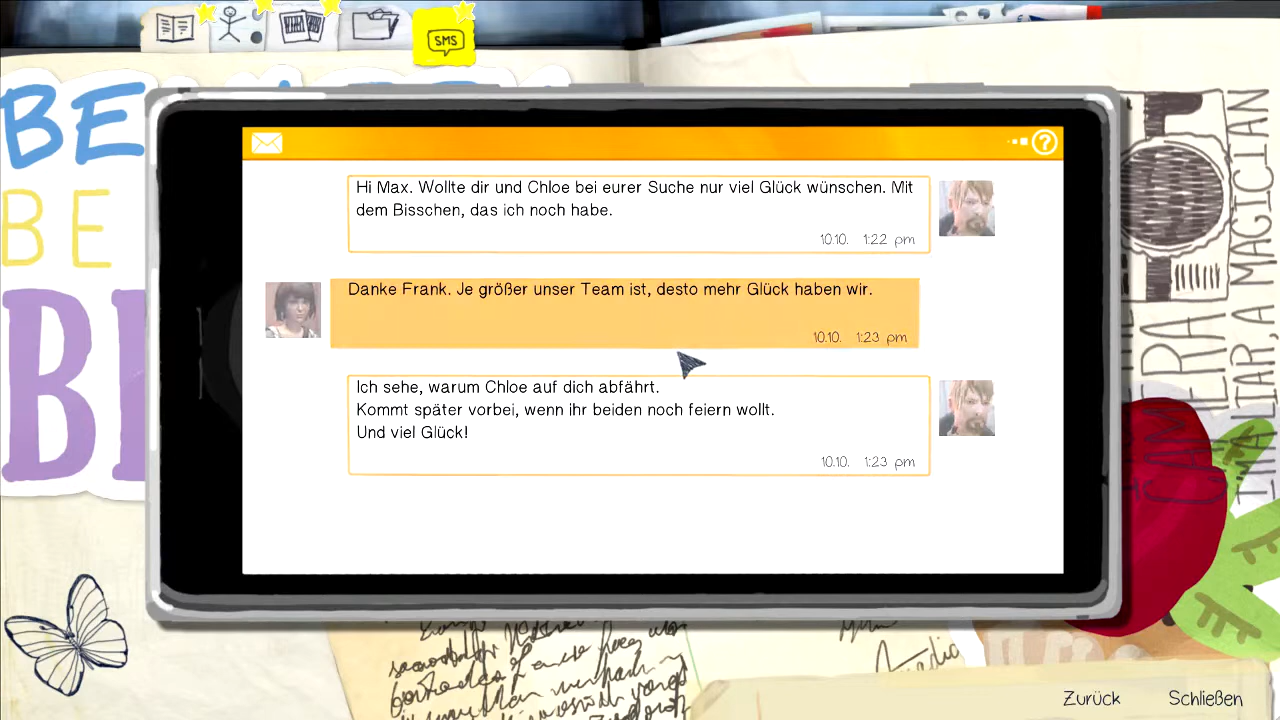 SMS
BE
BE
Hi Max. Wollte dir und Chloe bei eurer Suche nur viel Glück wünschen. Mit
dem Bisschen, das ich noch habe.
10.10. 1:22 pm
Danke Frank. Je größer unser Team ist, desto mehr Glück haben wir.
10.10. 1:23 pm
Ich sehe, warum Chloe auf dich abfährt.
Kommt später vorbei, wenn ihr beiden noch feiern wollt.
Und viel Glück!
10.10. 1:23 pm
I'M A LIAR, A MAGICIAN
Zurück
Schließen